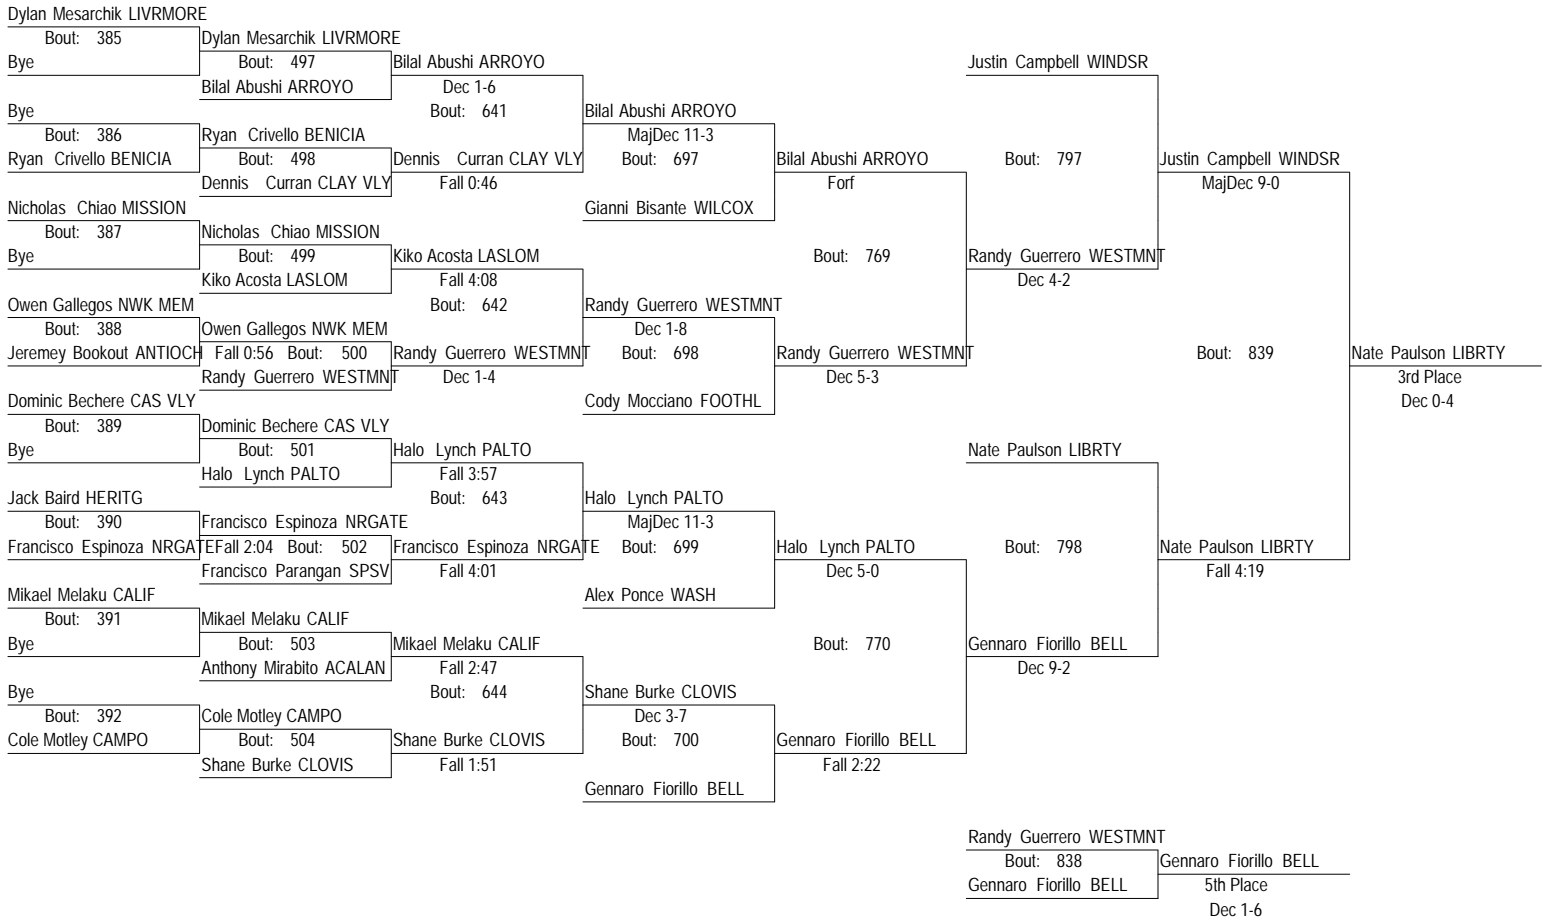 Dylan Mesarchik LIVRMORE
Bout: 385
Dylan Mesarchik LIVRMORE
Bye
Bout: 497
Bilal Abushi ARROYO
Justin Campbell WINDSR
Bilal Abushi ARROYO
Dec 1-6
Bye
Bout: 641
Bilal Abushi ARROYO
Bout: 386
Ryan Crivello BENICIA
MajDec 11-3
Ryan Crivello BENICIA
Bout: 498
Dennis Curran CLAY VLY
Bout: 697
Bilal Abushi ARROYO
Bout: 797
Justin Campbell WINDSR
Dennis Curran CLAY VLY
Fall 0:46
Forf
MajDec 9-0
Nicholas Chiao MISSION
Gianni Bisante WILCOX
Bout: 387
Nicholas Chiao MISSION
Bye
Bout: 499
Kiko Acosta LASLOM
Bout: 769
Randy Guerrero WESTMNT
Kiko Acosta LASLOM
Fall 4:08
Dec 4-2
Owen Gallegos NWK MEM
Bout: 642
Randy Guerrero WESTMNT
Bout: 388
Owen Gallegos NWK MEM
Dec 1-8
Jeremey Bookout ANTIOCH
Fall 0:56 Bout: 500
Randy Guerrero WESTMNT
Bout: 698
Randy Guerrero WESTMNT
Bout: 839
Nate Paulson LIBRTY
Randy Guerrero WESTMNT
Dec 1-4
Dec 5-3
3rd Place
Dominic Bechere CAS VLY
Cody Mocciano FOOTHL
Dec 0-4
Bout: 389
Dominic Bechere CAS VLY
Bye
Bout: 501
Halo Lynch PALTO
Nate Paulson LIBRTY
Halo Lynch PALTO
Fall 3:57
Jack Baird HERITG
Bout: 643
Halo Lynch PALTO
Bout: 390
Francisco Espinoza NRGATE
MajDec 11-3
Francisco Espinoza NRGATE
Fall 2:04 Bout: 502
Francisco Espinoza NRGATE
Bout: 699
Halo Lynch PALTO
Bout: 798
Nate Paulson LIBRTY
Francisco Parangan SPSV
Fall 4:01
Dec 5-0
Fall 4:19
Mikael Melaku CALIF
Alex Ponce WASH
Bout: 391
Mikael Melaku CALIF
Bye
Bout: 503
Mikael Melaku CALIF
Bout: 770
Gennaro Fiorillo BELL
Anthony Mirabito ACALAN
Fall 2:47
Dec 9-2
Bye
Bout: 644
Shane Burke CLOVIS
Bout: 392
Cole Motley CAMPO
Dec 3-7
Cole Motley CAMPO
Bout: 504
Shane Burke CLOVIS
Bout: 700
Gennaro Fiorillo BELL
Shane Burke CLOVIS
Fall 1:51
Fall 2:22
Gennaro Fiorillo BELL
Randy Guerrero WESTMNT
Bout: 838
Gennaro Fiorillo BELL
Gennaro Fiorillo BELL
5th Place
Dec 1-6